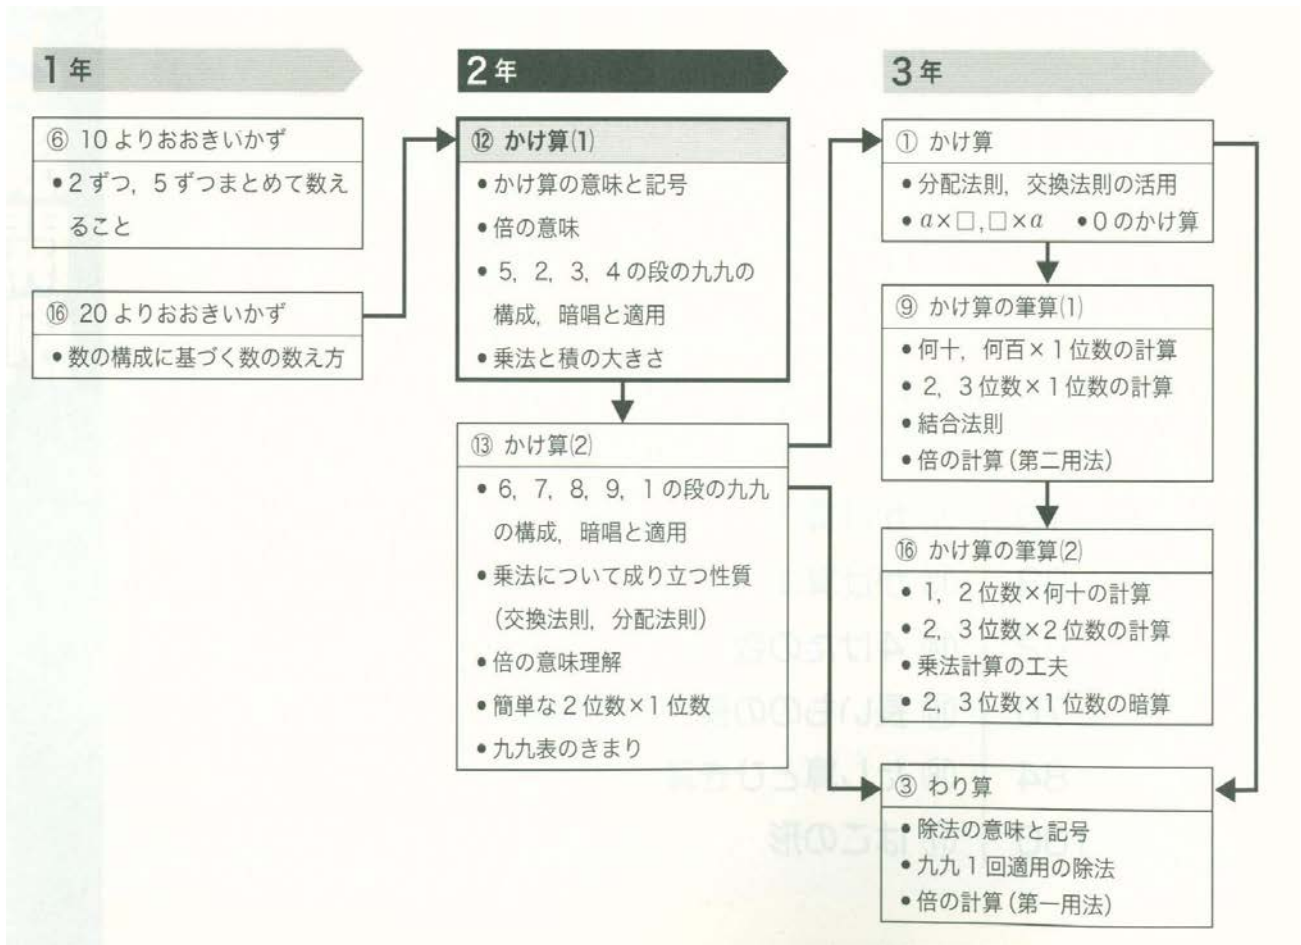 1年
⑥ 10よりおおきいかず
•2ずつ，5ずつまとめて数え
ること
⑯ 20よりおおきいかず
•数の構成に基づく数の数え方
2年
⑫ かけ算(1)
•かけ算の意味と記号
•倍の意味
•5，2，3，4の段の九九の
構成，暗唱と適用
•乗法と積の大きさ
⑬ かけ算(2)
•6，7，8，9，1の段の九九
の構成，暗唱と適用
•乗法について成り立つ性質
（交換法則，分配法則）
•倍の意味理解
•簡単な2位数×1位数
•九九表のきまり
3年
① かけ算
•分配法則，交換法則の活用
•a×□,□×a •0のかけ算
⑨ かけ算の筆算(1)
•何十，何百×1位数の計算
•2，3位数×1位数の計算
•結合法則
•倍の計算（第二用法）
⑯ かけ算の筆算(2)
•1，2位数×何十の計算
•2，3位数×2位数の計算
•乗法計算の工夫
•2，3位数×1位数の暗算
③ わり算
•除法の意味と記号
•九九1回適用の除法
•倍の計算（第一用法）